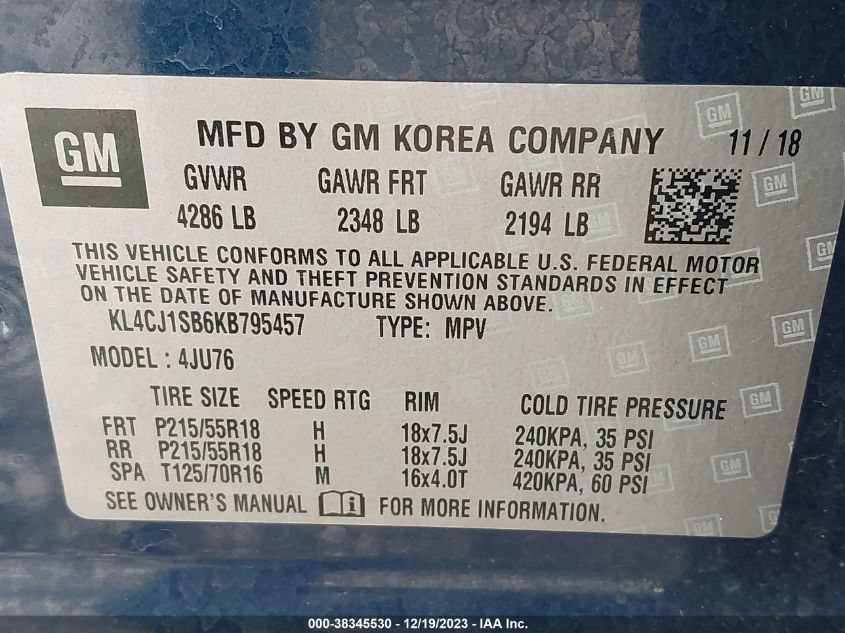 GM
MFD BY GM KOREA COMPANY 11 / 18
GVWR GAWR FRT GAWR RR
4286 LB 2348 LB 2194 LB
THIS VEHICLE CONFORMS TO ALL APPLICABLE U.S. FEDERAL MOTOR
VEHICLE SAFETY AND THEFT PREVENTION STANDARDS IN EFFECT
ON THE DATE OF MANUFACTURE SHOWN ABOVE.
KL4CJ1SB6KB795457 TYPE: MPV
MODEL : 4JU76
TIRE SIZE SPEED RTG RIM COLD TIRE PRESSURE
FRT P215/55R18 H 18x7.5J 240KPA, 35 PSI
RR P215/55R18 H 18x7.5J 240KPA, 35 PSI
SPA T125/70R16 M 16x4.0T 420KPA, 60 PSI
SEE OWNER'S MANUAL i FOR MORE INFORMATION.
000-38345530 - 12/19/2023 - IAA Inc.